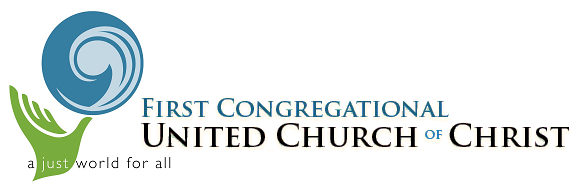 First Congregational
United Church of Christ
a just world for all